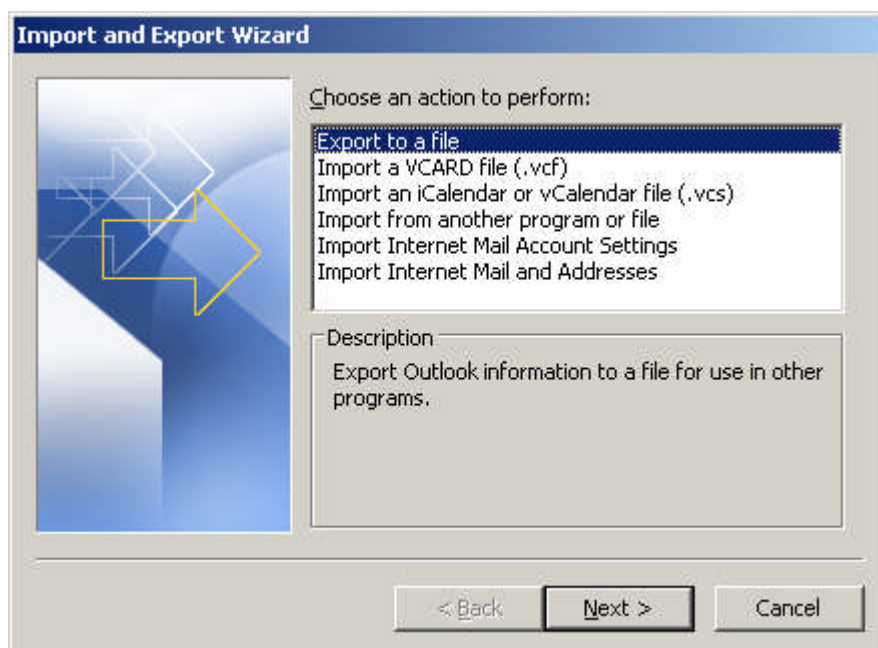 Import and Export Wizard
Choose an action to perform:
Export to a file
Import a VCARD file (.vcf)
Import an iCalendar or vCalendar file (.vcs)
Import from another program or file
Import Internet Mail Account Settings
Import Internet Mail and Addresses
Description
Export Outlook information to a file for use in other
programs.
< Back Next > Cancel